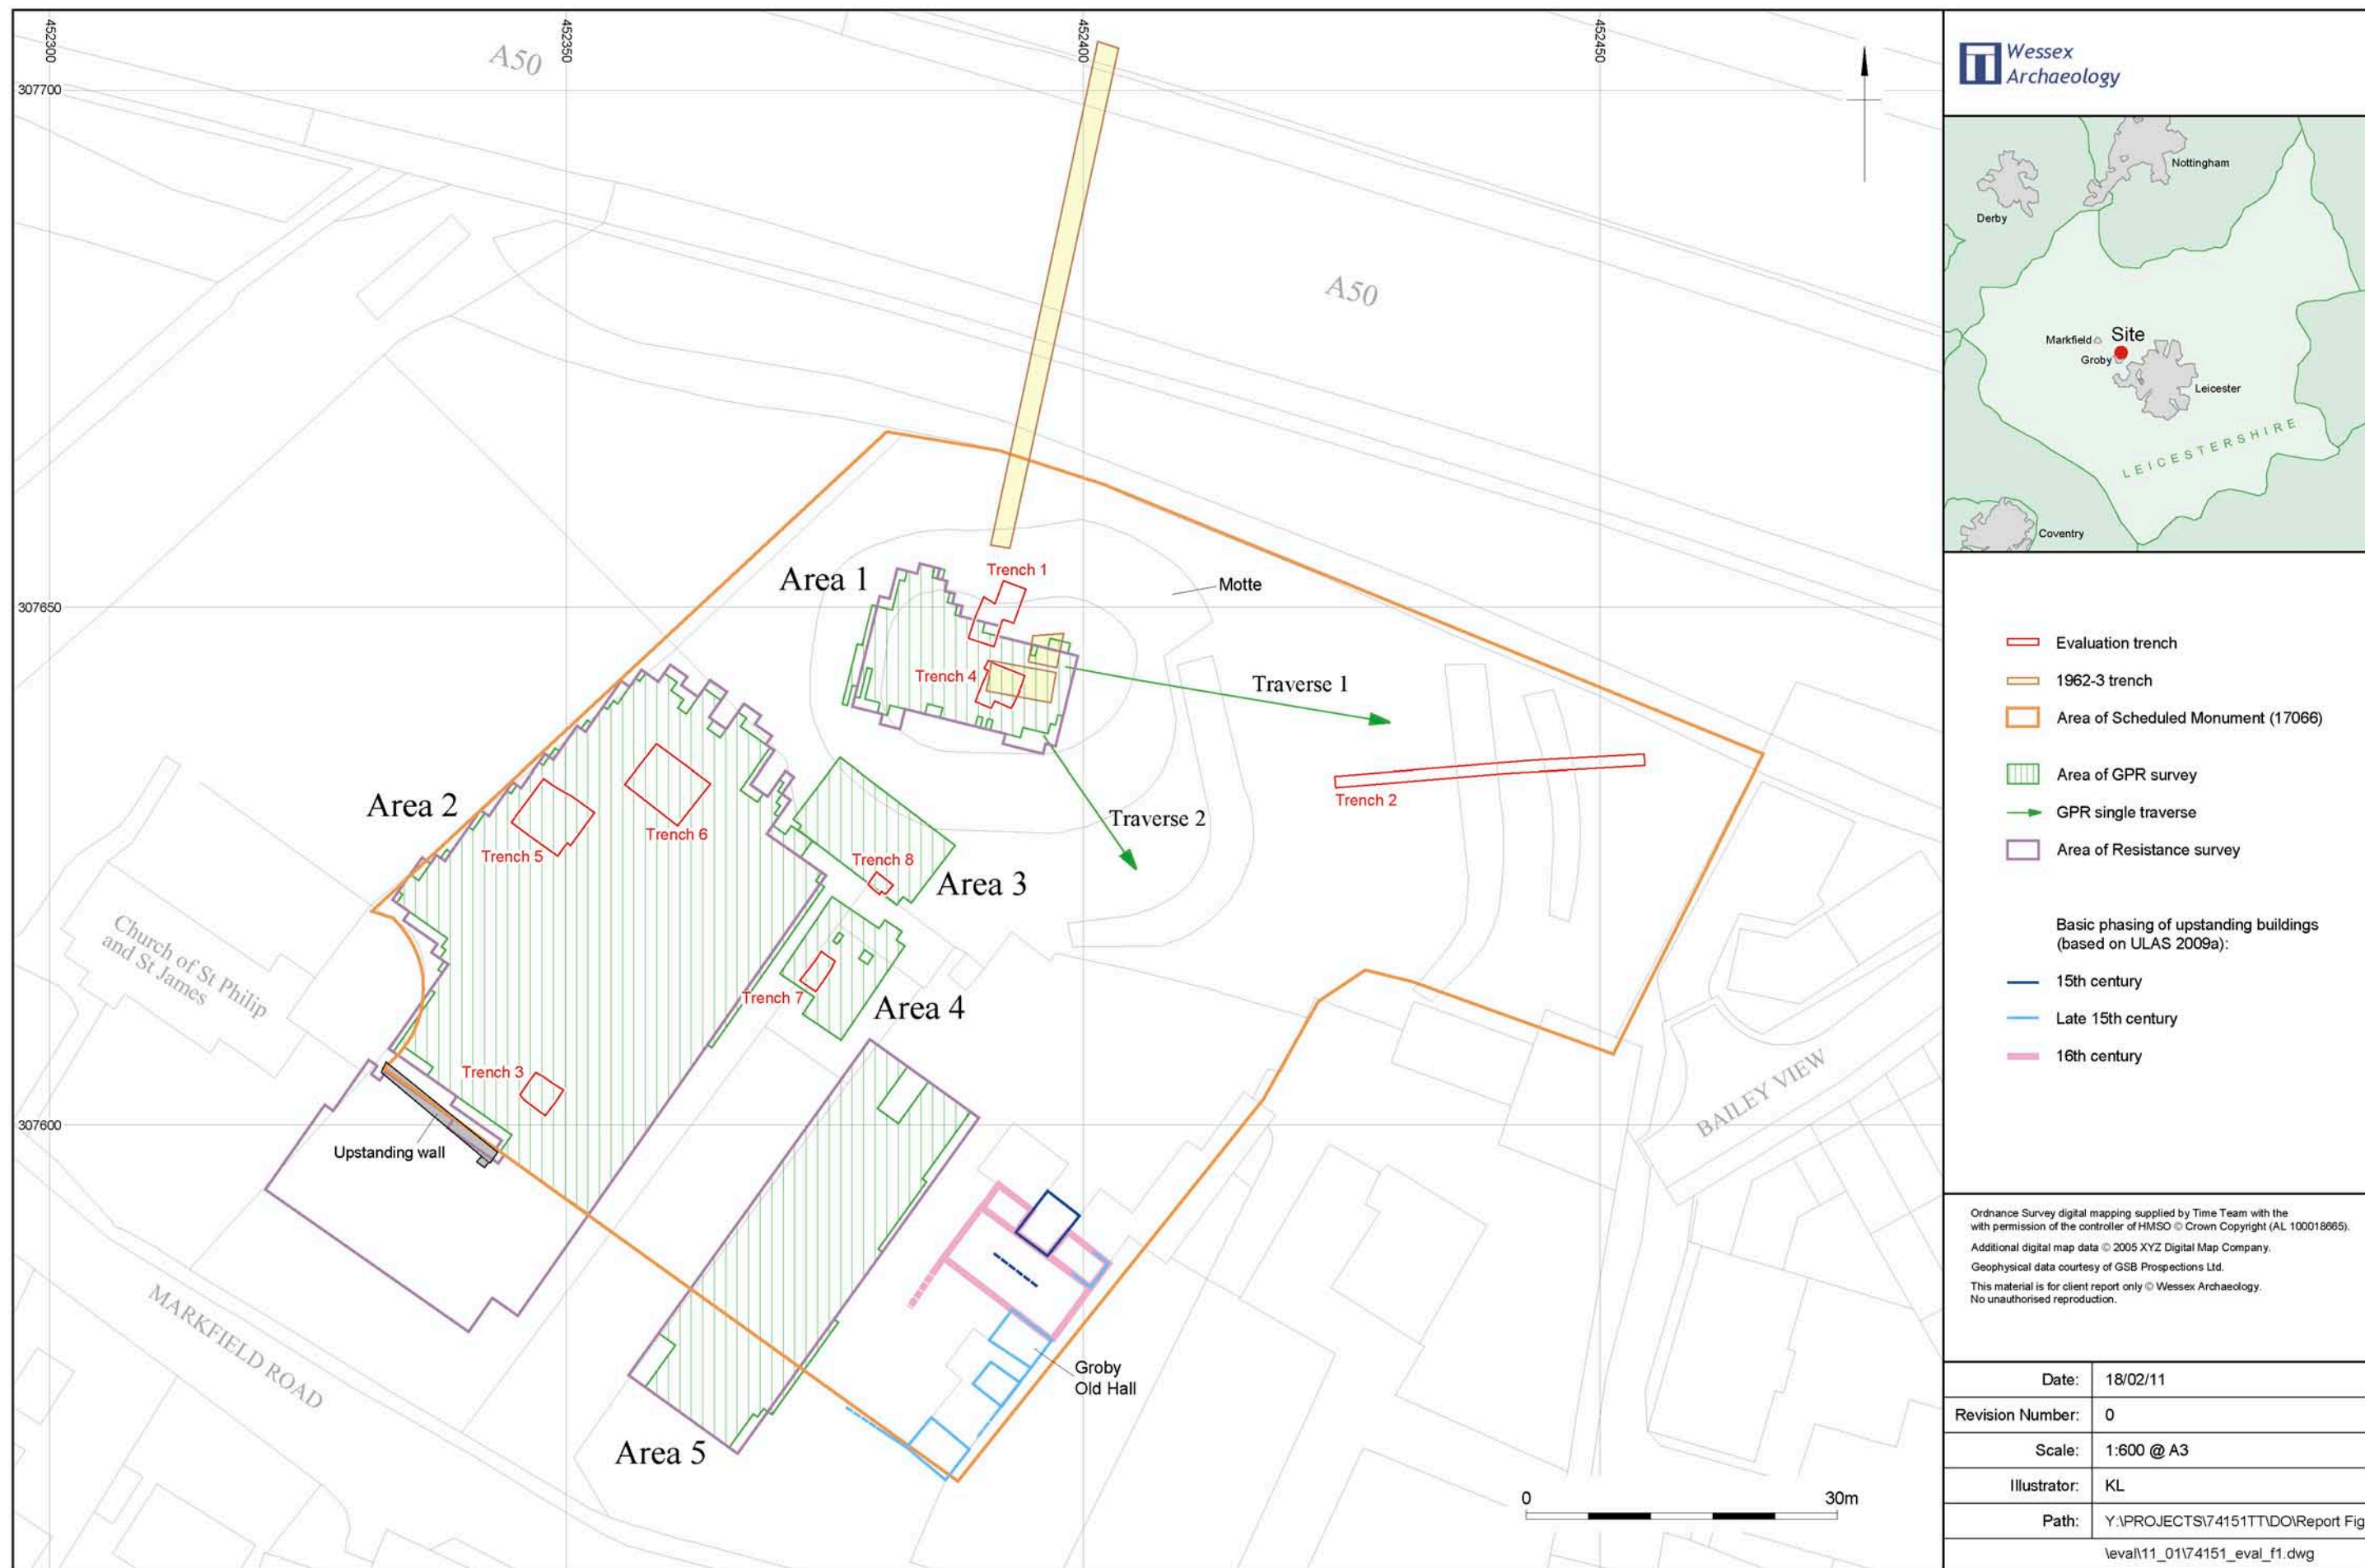 452300
452350
452400
452450
307700
307650
307600
A50
A50
Area 1
Trench 1
Motte
Trench 4
Traverse 1
Trench 2
Traverse 2
Area 2
Trench 5
Trench 6
Trench 8
Area 3
Trench 7
Area 4
Church of St Philip
and St James
Trench 3
Upstanding wall
MARKFIELD ROAD
BAILEY VIEW
Groby
Old Hall
Area 5
0 30m
Wessex
Archaeology
Nottingham
Derby
Markfield
Site
Groby
Leicester
LEICESTERSHIRE
Coventry
Evaluation trench
1962-3 trench
Area of Scheduled Monument (17066)
Area of GPR survey
GPR single traverse
Area of Resistance survey
Basic phasing of upstanding buildings
(based on ULAS 2009a):
15th century
Late 15th century
16th century
Ordnance Survey digital mapping supplied by Time Team with the
with permission of the controller of HMSO © Crown Copyright (AL 100018665).
Additional digital map data © 2005 XYZ Digital Map Company.
Geophysical data courtesy of GSB Prospections Ltd.
This material is for client report only © Wessex Archaeology.
No unauthorised reproduction.
Date: 18/02/11
Revision Number: 0
Scale: 1:600 @ A3
Illustrator: KL
Path: Y:\PROJECTS\74151TT\DO\Report Fig
\eval\11_01\74151_eval_f1.dwg